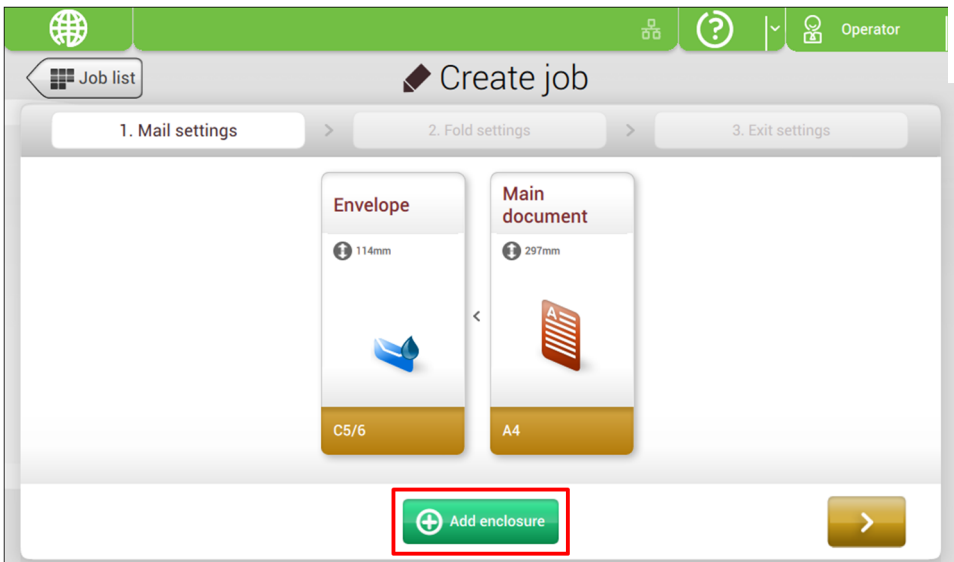 Operator
Job list
Create job
1. Mail settings
>
2. Fold settings
>
3. Exit settings
Envelope
114mm
C5/6
<
Main
document
297mm
A
A4
Add enclosure